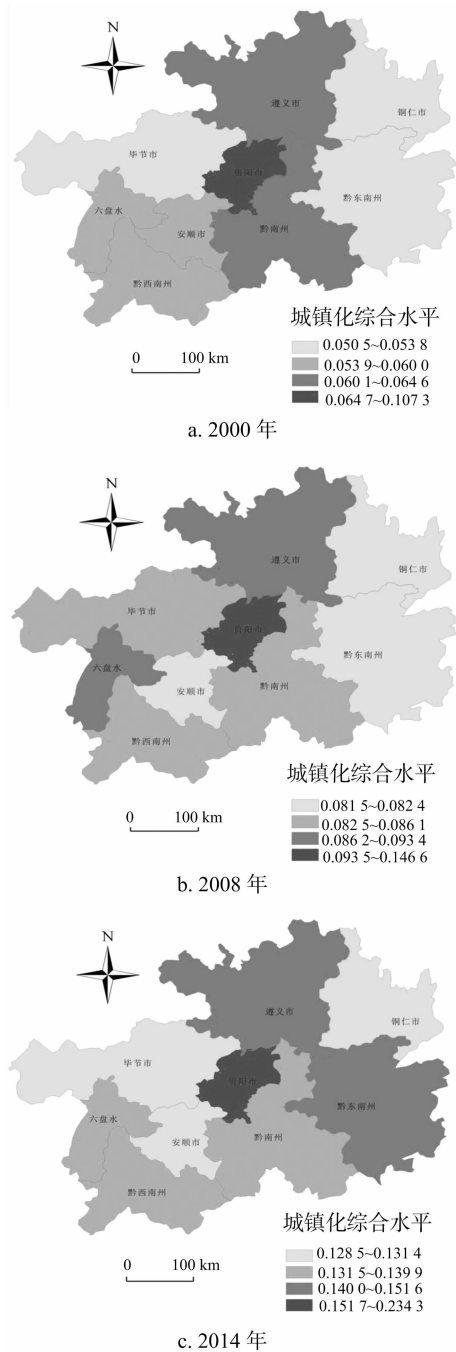 N
遵义市
铜仁市
毕节市
贵阳市
黔东南州
六盘水
安顺市
黔南州
黔西南州
城镇化综合水平
0.050 5~0.053 8
0.053 9~0.060 0
0.060 1~0.064 6
0.064 7~0.107 3
0 100 km
a. 2000 年
N
遵义市
铜仁市
毕节市
贵阳市
黔东南州
六盘水
安顺市
黔南州
黔西南州
城镇化综合水平
0.081 5~0.082 4
0.082 5~0.086 1
0.086 2~0.093 4
0.093 5~0.146 6
0 100 km
b. 2008 年
N
遵义市
铜仁市
毕节市
贵阳市
黔东南州
六盘水
安顺市
黔南州
黔西南州
城镇化综合水平
0.128 5~0.131 4
0.131 5~0.139 9
0.140 0~0.151 6
0.151 7~0.234 3
0 100 km
c. 2014 年